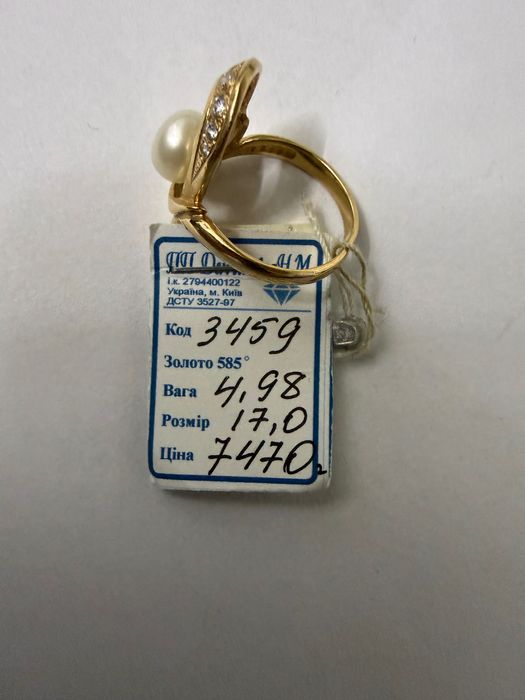 ПП
І.к. 2794400122
Україна, м. Київ
ДСТУ 3527-97
Код 3459
Золото 585°
Вага 4,98
Розмір 17,0
Ціна 7470